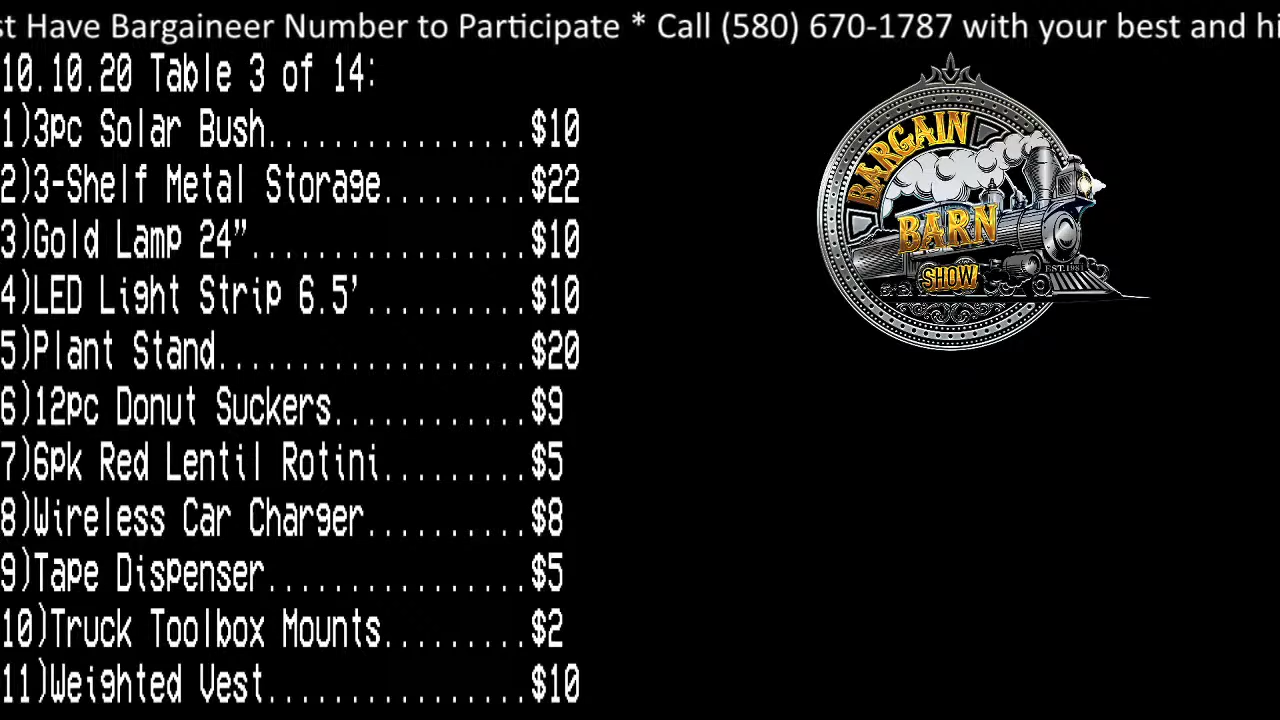 st Have Bargaineer Number to Participate * Call (580) 670-1787 with your best and hi
10.10.20 Table 3 of 14:
1)3pc Solar Bush................$10
2)3-Shelf Metal Storage.........$22
3)Gold Lamp 24".................$10
4)LED Light Strip 6.5'..........$10
5)Plant Stand...................$20
6)12pc Donut Suckers............$9
7)6pk Red Lentil Rotini.........$5
8)Wireless Car Charger..........$8
9)Tape Dispenser................$5
10)Truck Toolbox Mounts.........$2
11)Weighted Vest................$10
BARGAIN
BARN
SHOW